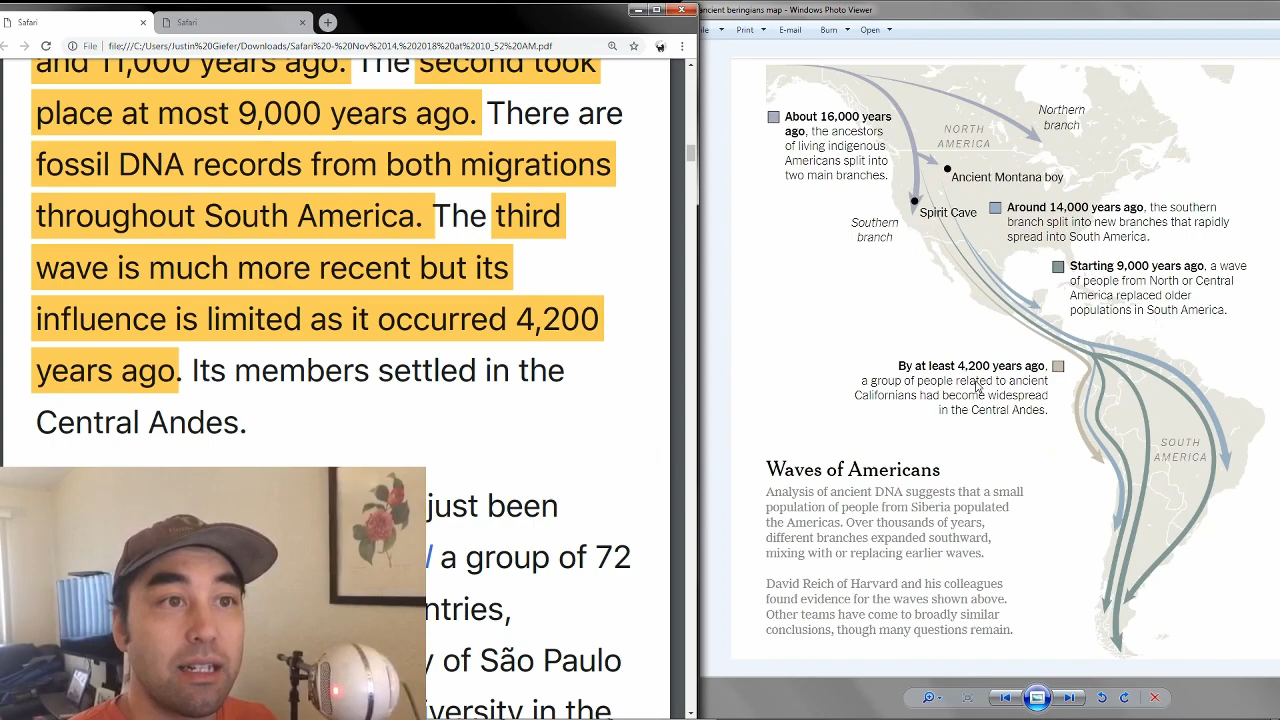 Safari
Safari
ancient beringians map - Windows Photo Viewer
Print
E-mail
Burn
Open
File
file:///C:/Users/Justin%20Giefer/Downloads/Safari%20-%20Nov%2014,%202018%20at%2010_52%20AM.pdf
and 11,000 years ago. The second took
place at most 9,000 years ago. There are
fossil DNA records from both migrations
throughout South America. The third
wave is much more recent but its
influence is limited as it occurred 4,200
years ago. Its members settled in the
Central Andes.
just been
a group of 72
of São Paulo
in the
About 16,000 years
ago, the ancestors
of living indigenous
Americans split into
two main branches.
Northern
branch
NORTH
AMERICA
Ancient Montana boy
Spirit Cave
Southern
branch
Around 14,000 years ago, the southern
branch split into new branches that rapidly
spread into South America.
Starting 9,000 years ago, a wave
of people from North or Central
America replaced older
populations in South America.
By at least 4,200 years ago,
a group of people related to ancient
Californians had become widespread
in the Central Andes.
SOUTH
AMERICA
Waves of Americans
Analysis of ancient DNA suggests that a small
population of people from Siberia populated
the Americas. Over thousands of years,
different branches expanded southward,
mixing with or replacing earlier waves.
David Reich of Harvard and his colleagues
found evidence for the waves shown above.
Other teams have come to broadly similar
conclusions, though many questions remain.